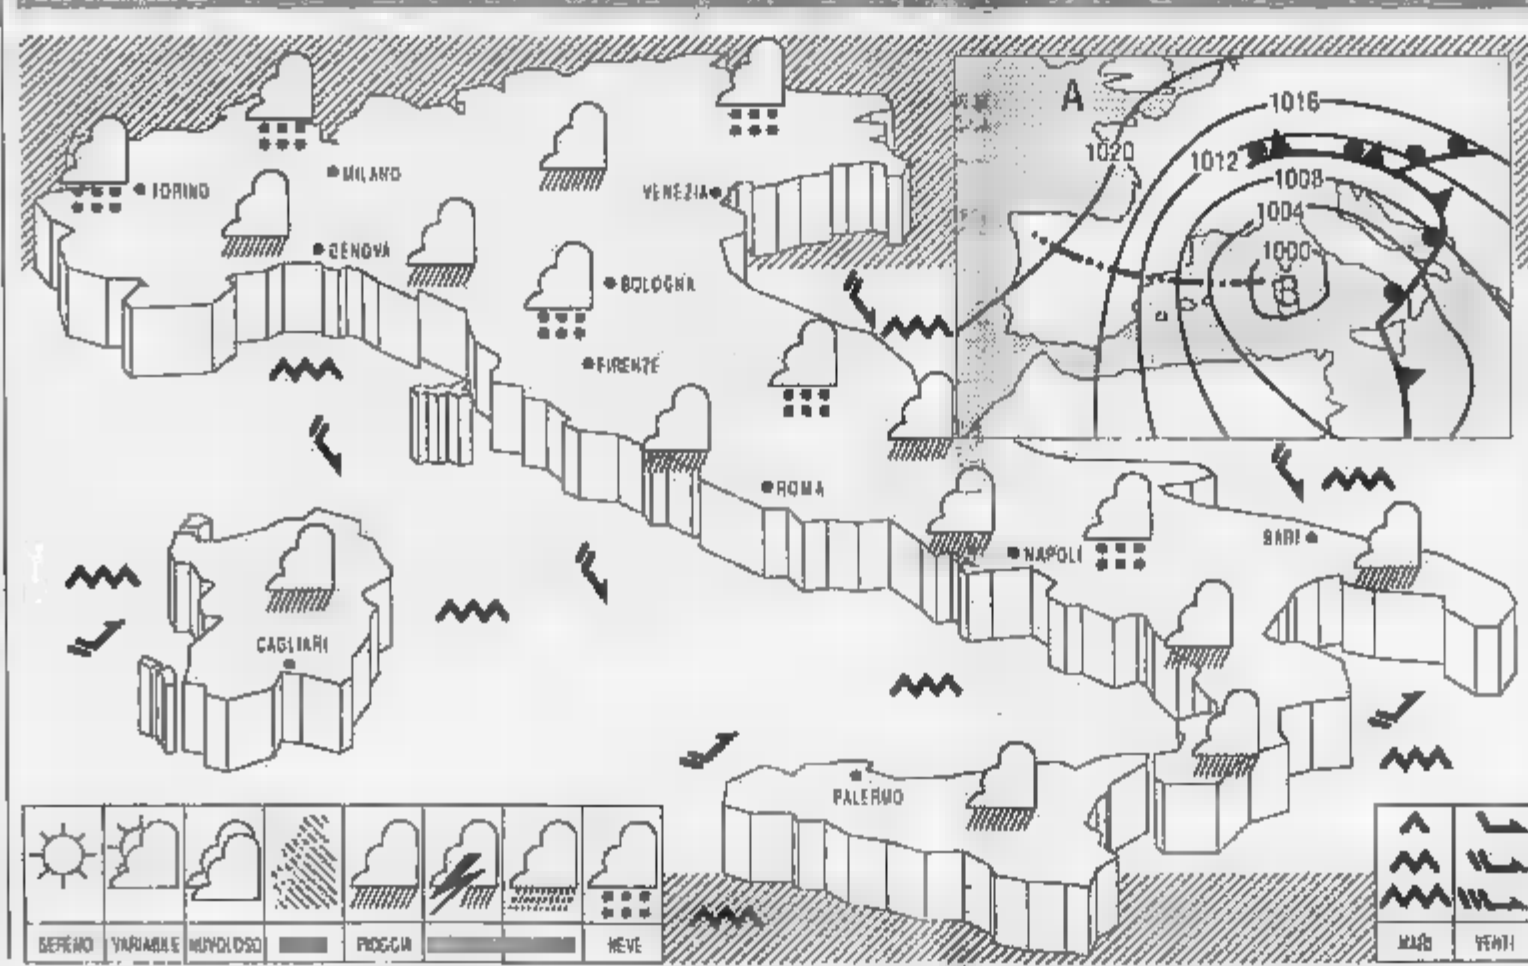 A
1016
1020
1012
1008
1004
1000
TORINO
MILANO
VENEZIA
GENOVA
BOLOGNA
FIRENZE
ROMA
NAPOLI
BARI
CAGLIARI
PALERMO
SERENO VARIABILE NUVOLOSO PIOGGIA NEVE
MARI VENTI